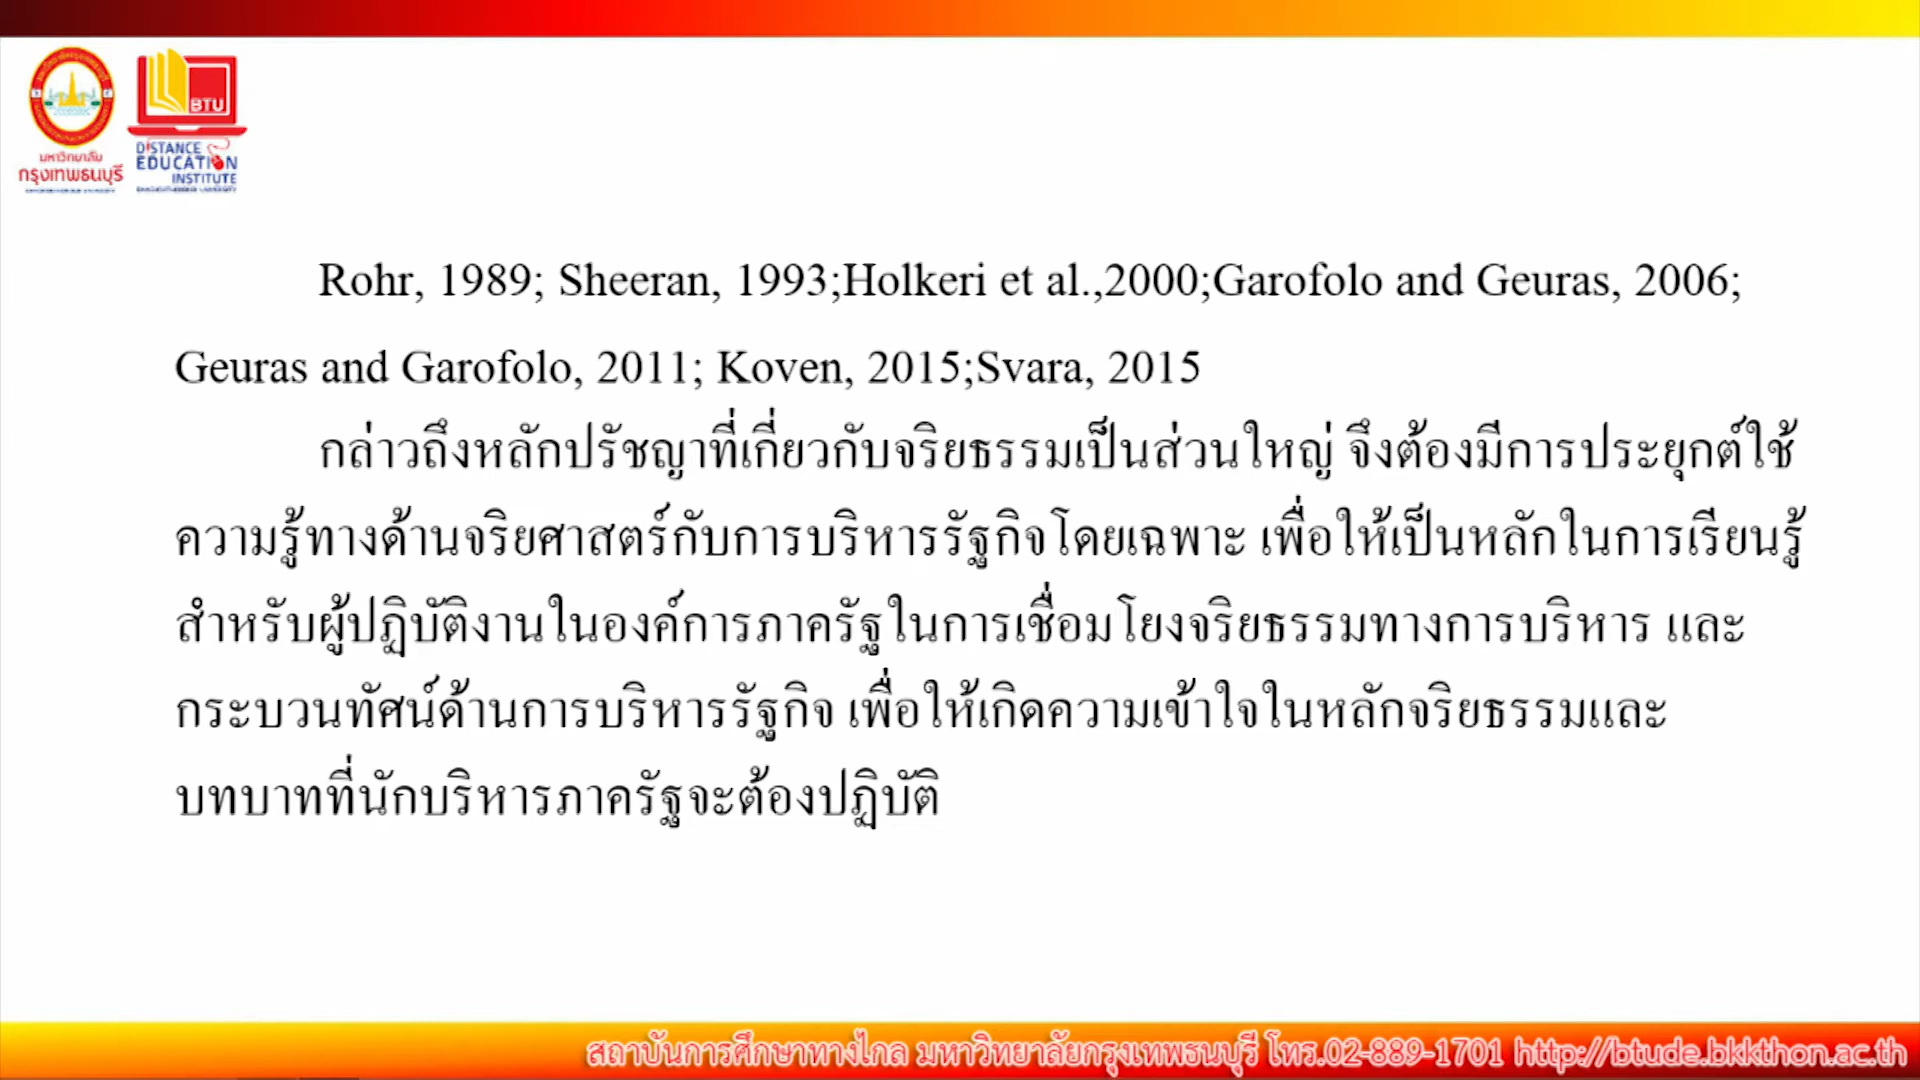 มหาวิทยาลัย
กรุงเทพธนบุรี
BTU
DISTANCE
EDUCATION
INSTITUTE
Rohr, 1989; Sheeran, 1993;Holkeri et al.,2000;Garofolo and Geuras, 2006;
Geuras and Garofolo, 2011; Koven, 2015;Svara, 2015
กล่าวถึงหลักปรัชญาที่เกี่ยวกับจริยธรรมเป็นส่วนใหญ่ จึงต้องมีการประยุกต์ใช้
ความรู้ทางด้านจริยศาสตร์กับการบริหารรัฐกิจโดยเฉพาะ เพื่อให้เป็นหลักในการเรียนรู้
สำหรับผู้ปฏิบัติงานในองค์การภาครัฐในการเชื่อมโยงจริยธรรมทางการบริหาร และ
กระบวนทัศน์ด้านการบริหารรัฐกิจ เพื่อให้เกิดความเข้าใจในหลักจริยธรรมและ
บทบาทที่นักบริหารภาครัฐจะต้องปฏิบัติ
สถาบันการศึกษาทางไกล มหาวิทยาลัยกรุงเทพธนบุรี โทร.02-889-1701 http://btude.bkkthon.ac.th